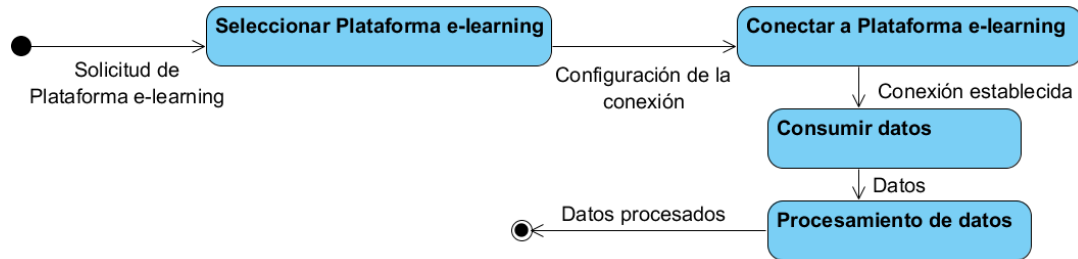 Seleccionar Plataforma e-learning
Conectar a Plataforma e-learning
Solicitud de
Plataforma e-learning
Configuración de la
conexión
Conexión establecida
Consumir datos
Datos
Procesamiento de datos
Datos procesados